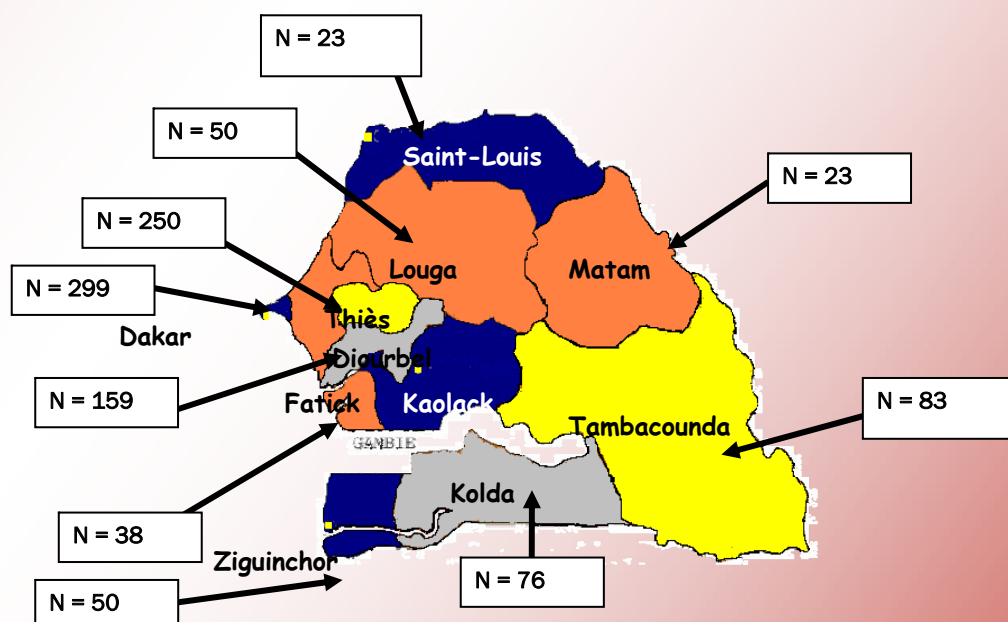 N = 23
N = 50
Saint-Louis
N = 23
N = 250
Louga
Matam
N = 299
Thiès
Dakar
Diourbel
N = 159
Fatick
Kaolack
N = 83
Tambacounda
GAMBIE
Kolda
N = 38
Ziguinchor
N = 76
N = 50